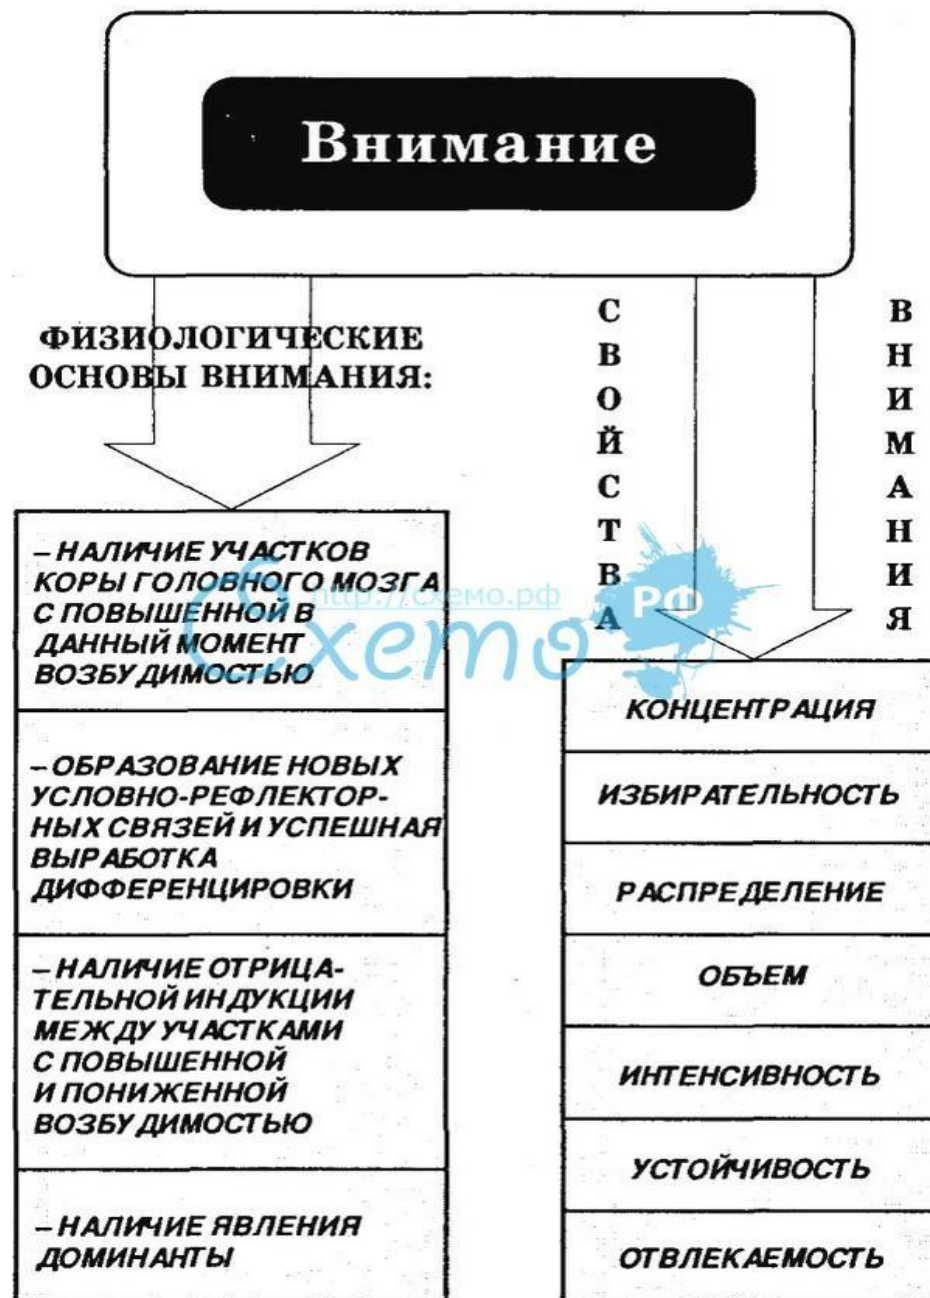 Внимание
ФИЗИОЛОГИЧЕСКИЕ
ОСНОВЫ ВНИМАНИЯ:
– НАЛИЧИЕ УЧАСТКОВ
КОРЫ ГОЛОВНОГО МОЗГА
С ПОВЫШЕННОЙ В
ДАННЫЙ МОМЕНТ
ВОЗБУДИМОСТЬЮ
– ОБРАЗОВАНИЕ НОВЫХ
УСЛОВНО-РЕФЛЕКТОР-
НЫХ СВЯЗЕЙ И УСПЕШНАЯ
ВЫРАБОТКА
ДИФФЕРЕНЦИРОВКИ
– НАЛИЧИЕ ОТРИЦА-
ТЕЛЬНОЙ ИНДУКЦИИ
МЕЖДУ УЧАСТКАМИ
С ПОВЫШЕННОЙ
И ПОНИЖЕННОЙ
ВОЗБУДИМОСТЬЮ
– НАЛИЧИЕ ЯВЛЕНИЯ
ДОМИНАНТЫ
СВОЙСТВА
ВНИМАНИЯ
КОНЦЕНТРАЦИЯ
ИЗБИРАТЕЛЬНОСТЬ
РАСПРЕДЕЛЕНИЕ
ОБЪЕМ
ИНТЕНСИВНОСТЬ
УСТОЙЧИВОСТЬ
ОТВЛЕКАЕМОСТЬ
http://схемо.рф
Схемо
РФ